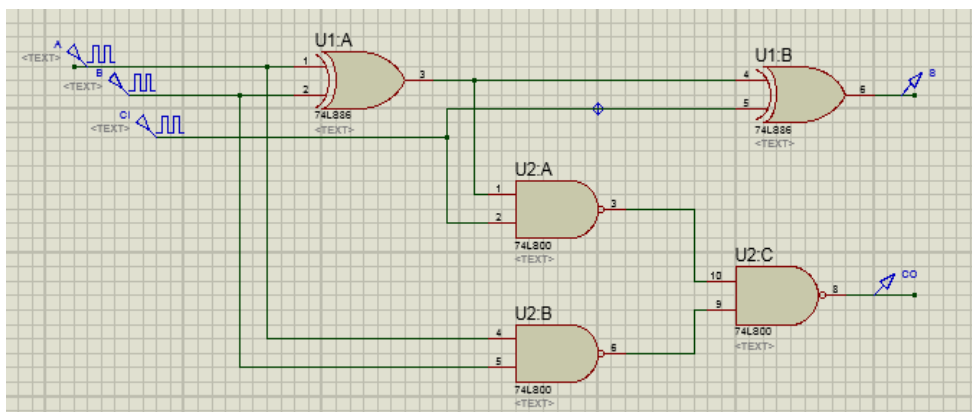 A
<TEXT>
B
<TEXT>
CI
<TEXT>
U1:A
1
2
3
74LS86
<TEXT>
U1:B
4
5
6
S
74LS86
<TEXT>
U2:A
1
2
3
74LS00
<TEXT>
U2:B
4
5
6
74LS00
<TEXT>
U2:C
10
9
8
CO
74LS00
<TEXT>